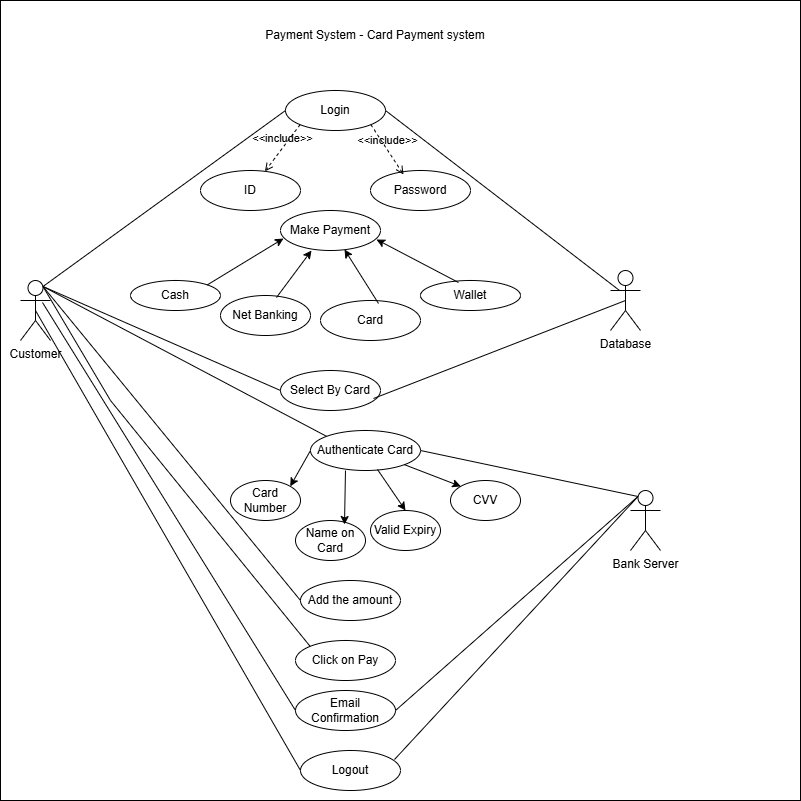 Payment System - Card Payment system
Login
<<include>>
<<include>>
ID
Password
Make Payment
Cash
Net Banking
Card
Wallet
Customer
Database
Select By Card
Authenticate Card
Card
Number
Name on
Card
Valid Expiry
CVV
Bank Server
Add the amount
Click on Pay
Email
Confirmation
Logout